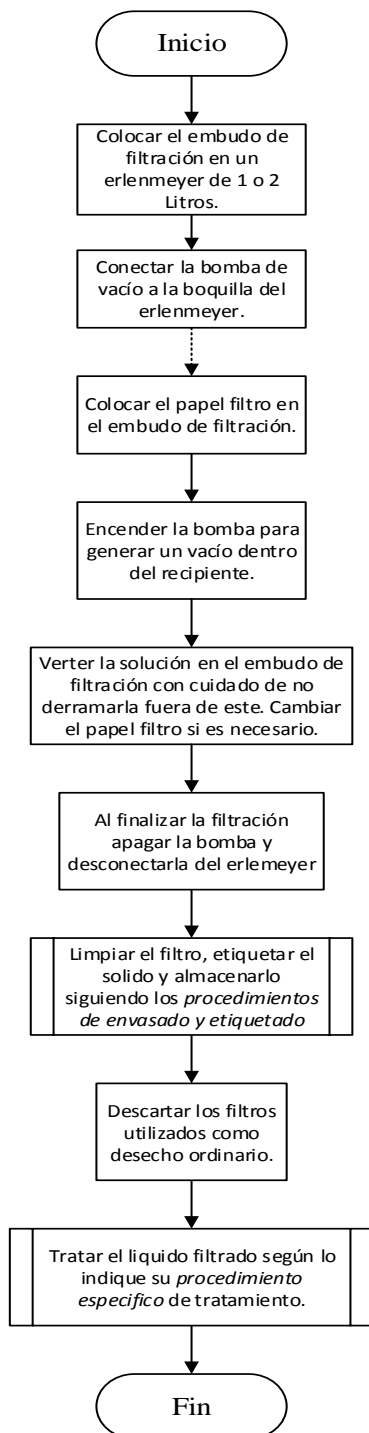 Inicio
Colocar el embudo de
filtración en un
erlenmeyer de 1 o 2
Litros.
Conectar la bomba de
vacío a la boquilla del
erlenmeyer.
Colocar el papel filtro en
el embudo de filtración.
Encender la bomba para
generar un vacío dentro
del recipiente.
Verter la solución en el embudo de
filtración con cuidado de no
derramarla fuera de este. Cambiar
el papel filtro si es necesario.
Al finalizar la filtración
apagar la bomba y
desconectarla del erlemeyer
Limpiar el filtro, etiquetar el
solido y almacenarlo
siguiendo los procedimientos
de envasado y etiquetado
Descartar los filtros
utilizados como
desecho ordinario.
Tratar el liquido filtrado según lo
indique su procedimiento
especifico de tratamiento.
Fin